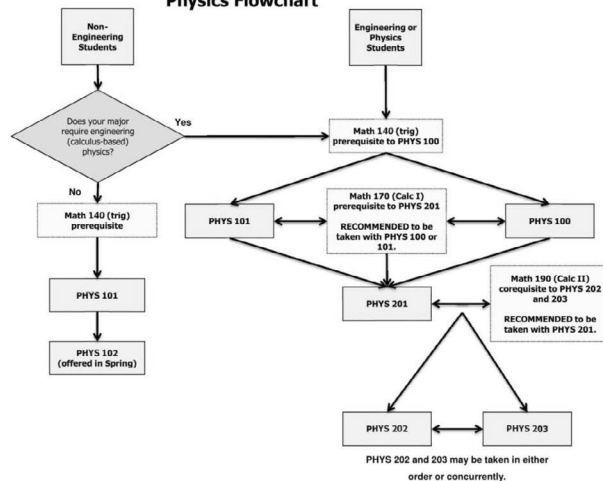 Physics Flowchart
Non-
Engineering
Students
Engineering or
Physics
Students
Does your major
require engineering
(calculus-based)
physics?
Yes
No
Math 140 (trig)
prerequisite to PHYS 100
Math 140 (trig)
prerequisite
PHYS 101
Math 170 (Calc I)
prerequisite to PHYS 201
RECOMMENDED to be
taken with PHYS 100 or
101.
PHYS 100
PHYS 101
PHYS 201
Math 190 (Calc II)
corequisite to PHYS 202
and 203
RECOMMENDED to be
taken with PHYS 201.
PHYS 102
(offered in Spring)
PHYS 202
PHYS 203
PHYS 202 and 203 may be taken in either
order or concurrently.